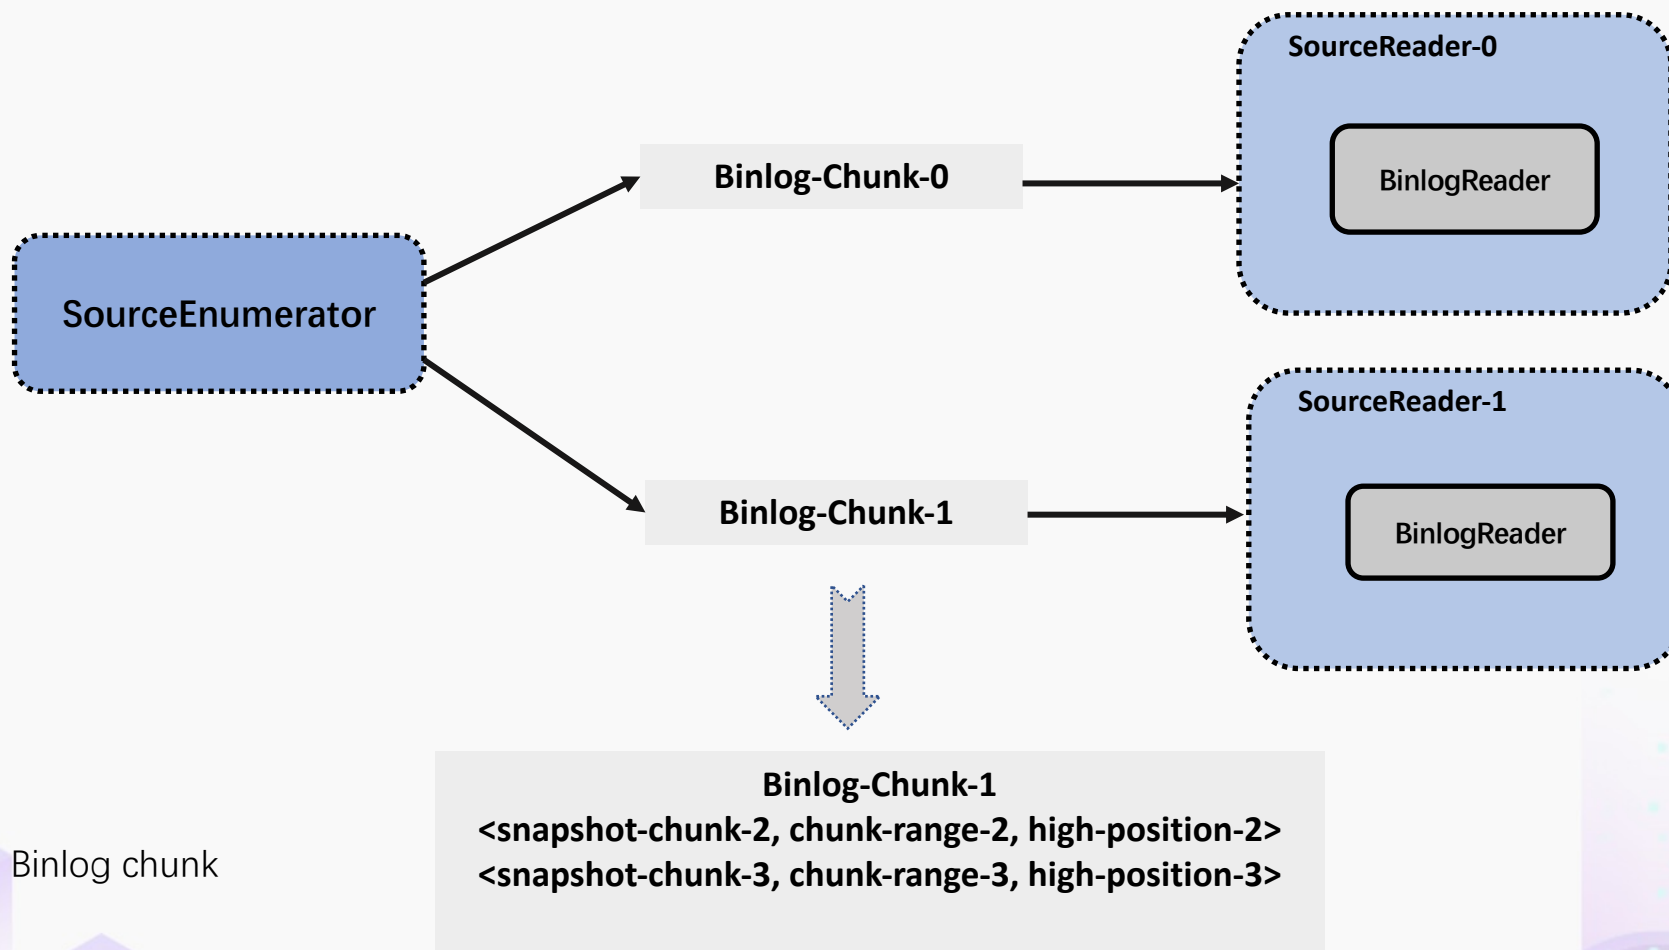 SourceReader-0
Binlog-Chunk-0
BinlogReader
SourceEnumerator
SourceReader-1
Binlog-Chunk-1
BinlogReader
Binlog-Chunk-1
<snapshot-chunk-2, chunk-range-2, high-position-2>
<snapshot-chunk-3, chunk-range-3, high-position-3>
Binlog chunk